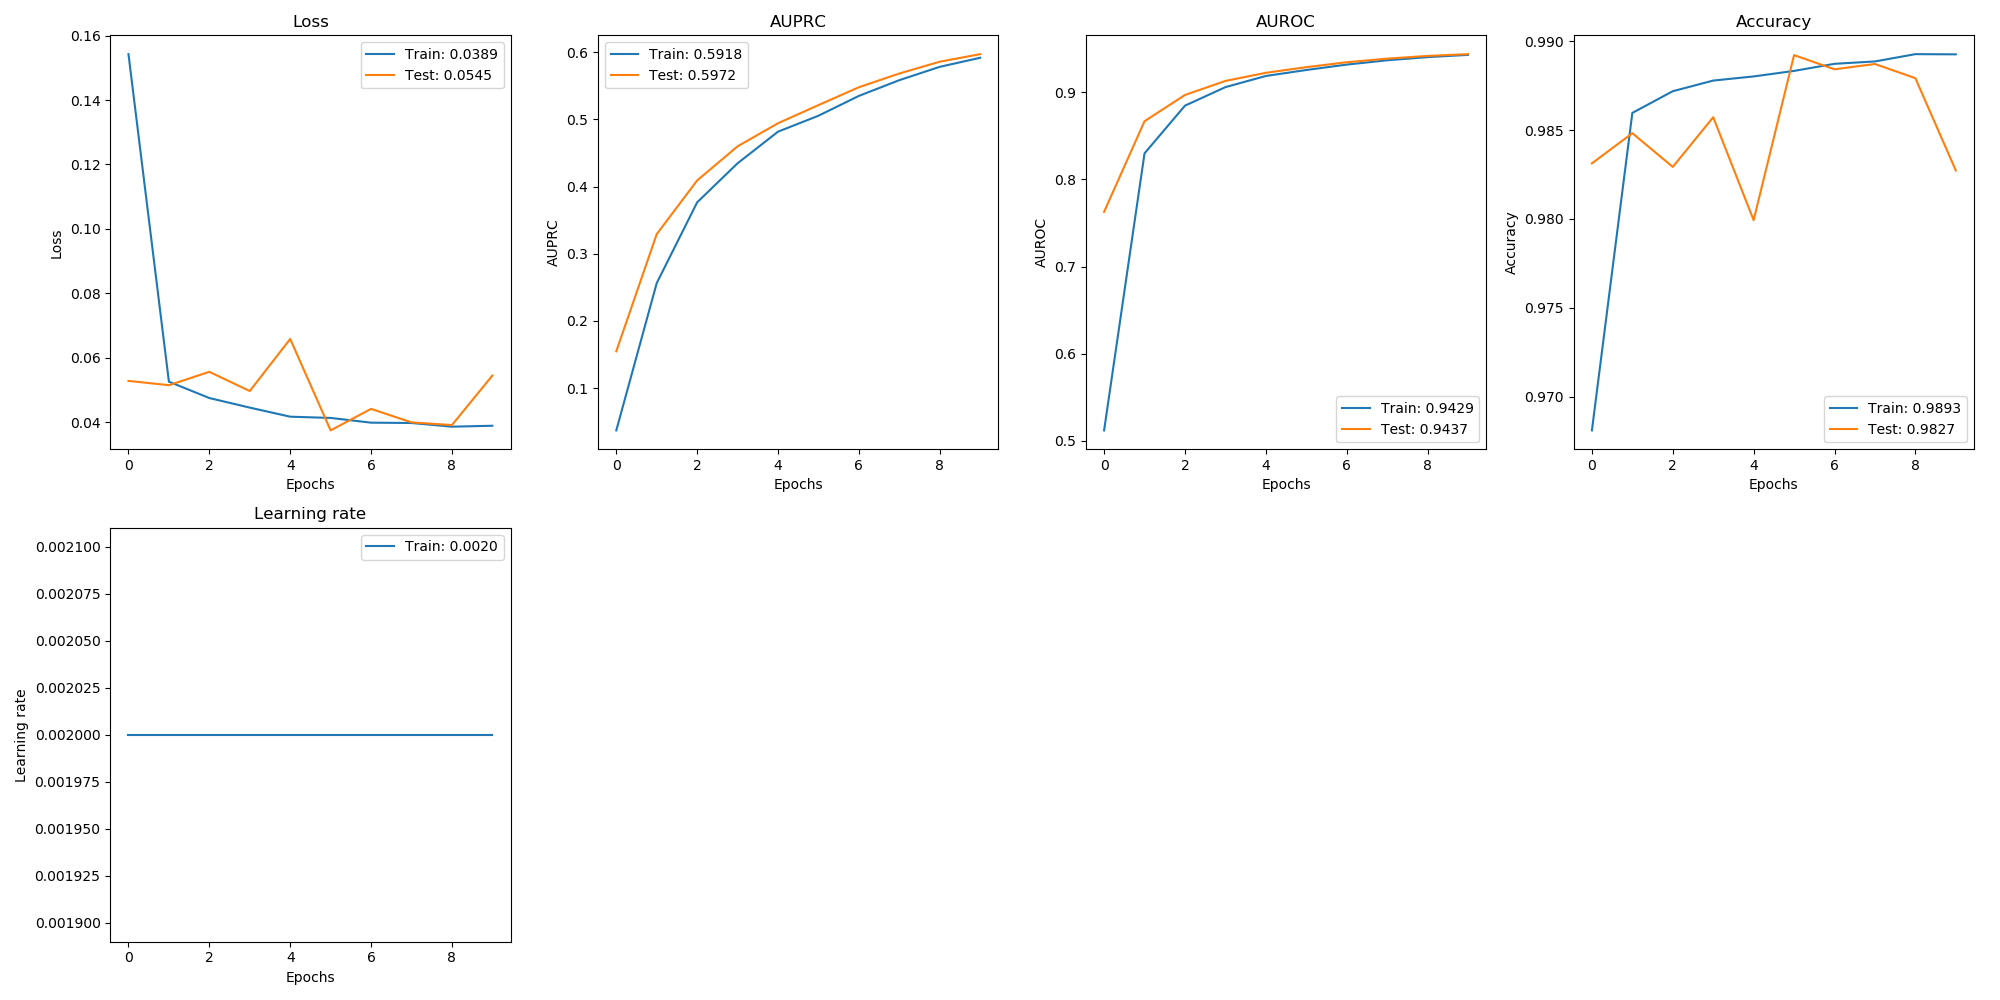 Loss
0.16
0.14
0.12
0.10
0.08
0.06
0.04
Loss
0 2 4 6 8
Epochs
Train: 0.0389
Test: 0.0545
AUPRC
0.6
0.5
0.4
0.3
0.2
0.1
AUPRC
0 2 4 6 8
Epochs
Train: 0.5918
Test: 0.5972
AUROC
0.9
0.8
0.7
0.6
0.5
AUROC
0 2 4 6 8
Epochs
Train: 0.9429
Test: 0.9437
Accuracy
0.990
0.985
0.980
0.975
0.970
Accuracy
0 2 4 6 8
Epochs
Train: 0.9893
Test: 0.9827
Learning rate
0.002100
0.002075
0.002050
0.002025
0.002000
0.001975
0.001950
0.001925
0.001900
Learning rate
0 2 4 6 8
Epochs
Train: 0.0020